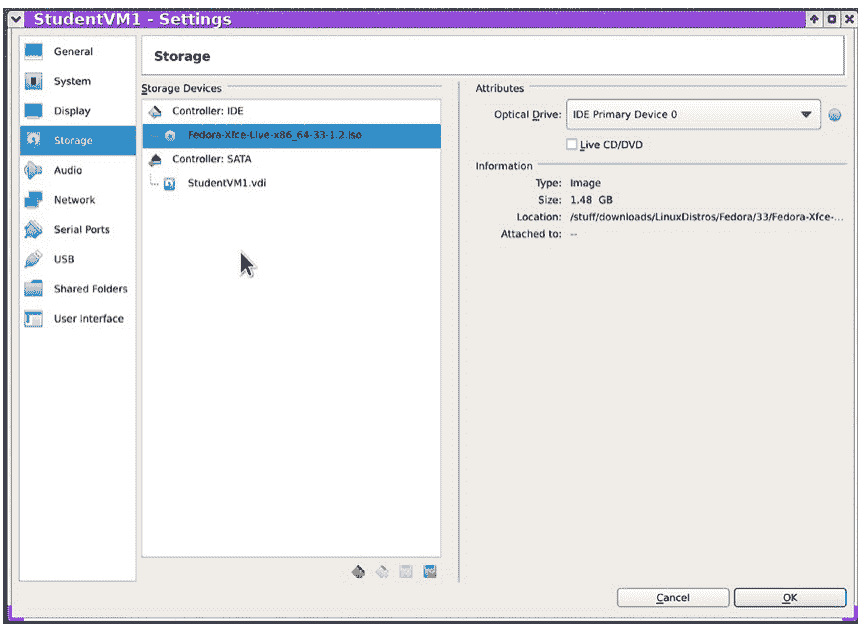 StudentVM1 - Settings
General
System
Display
Storage
Audio
Network
Serial Ports
USB
Shared Folders
User Interface
Storage
Storage Devices
Controller: IDE
Fedora-Xfce-Live-x86_64-33-1.2.iso
Controller: SATA
StudentVM1.vdi
Attributes
Optical Drive: IDE Primary Device 0
Live CD/DVD
Information
Type: Image
Size: 1.48 GB
Location: /stuff/downloads/LinuxDistros/Fedora/33/Fedora-Xfce-...
Attached to: --
Cancel
OK